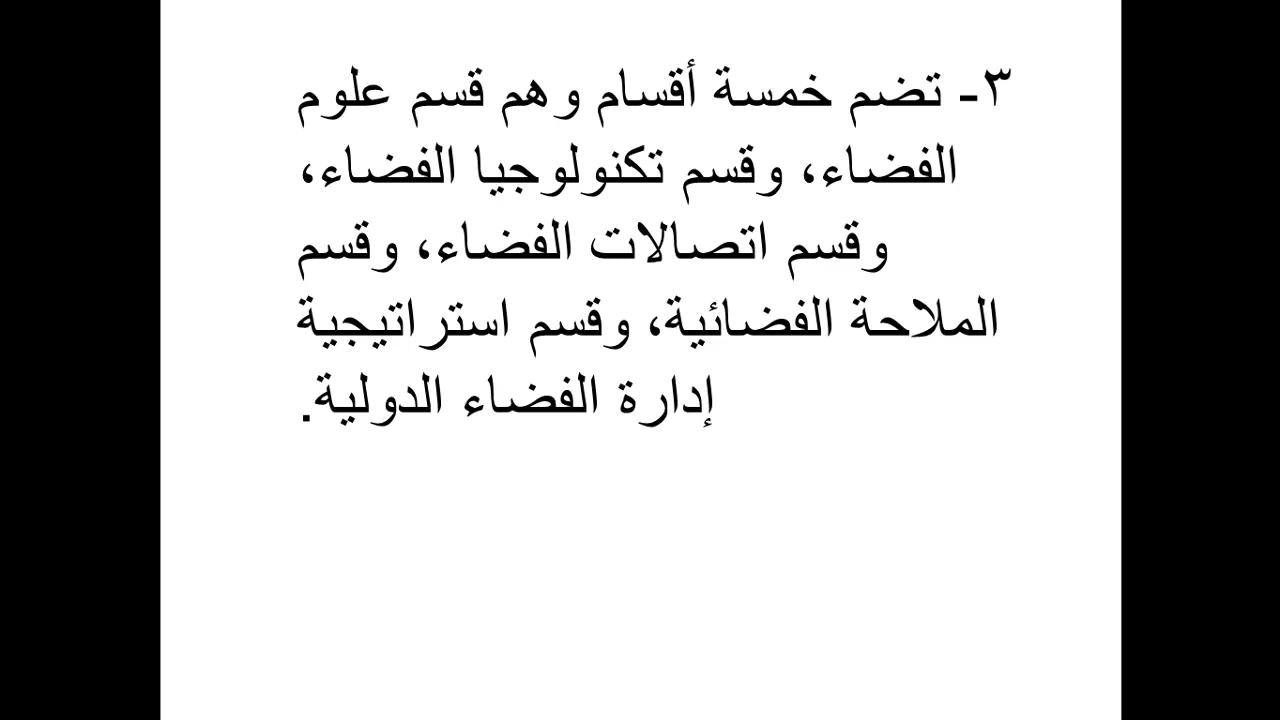 ٣- تضم خمسة أقسام وهم قسم علوم
الفضاء، وقسم تكنولوجيا الفضاء،
وقسم اتصالات الفضاء، وقسم
الملاحة الفضائية، وقسم استراتيجية
إدارة الفضاء الدولية.